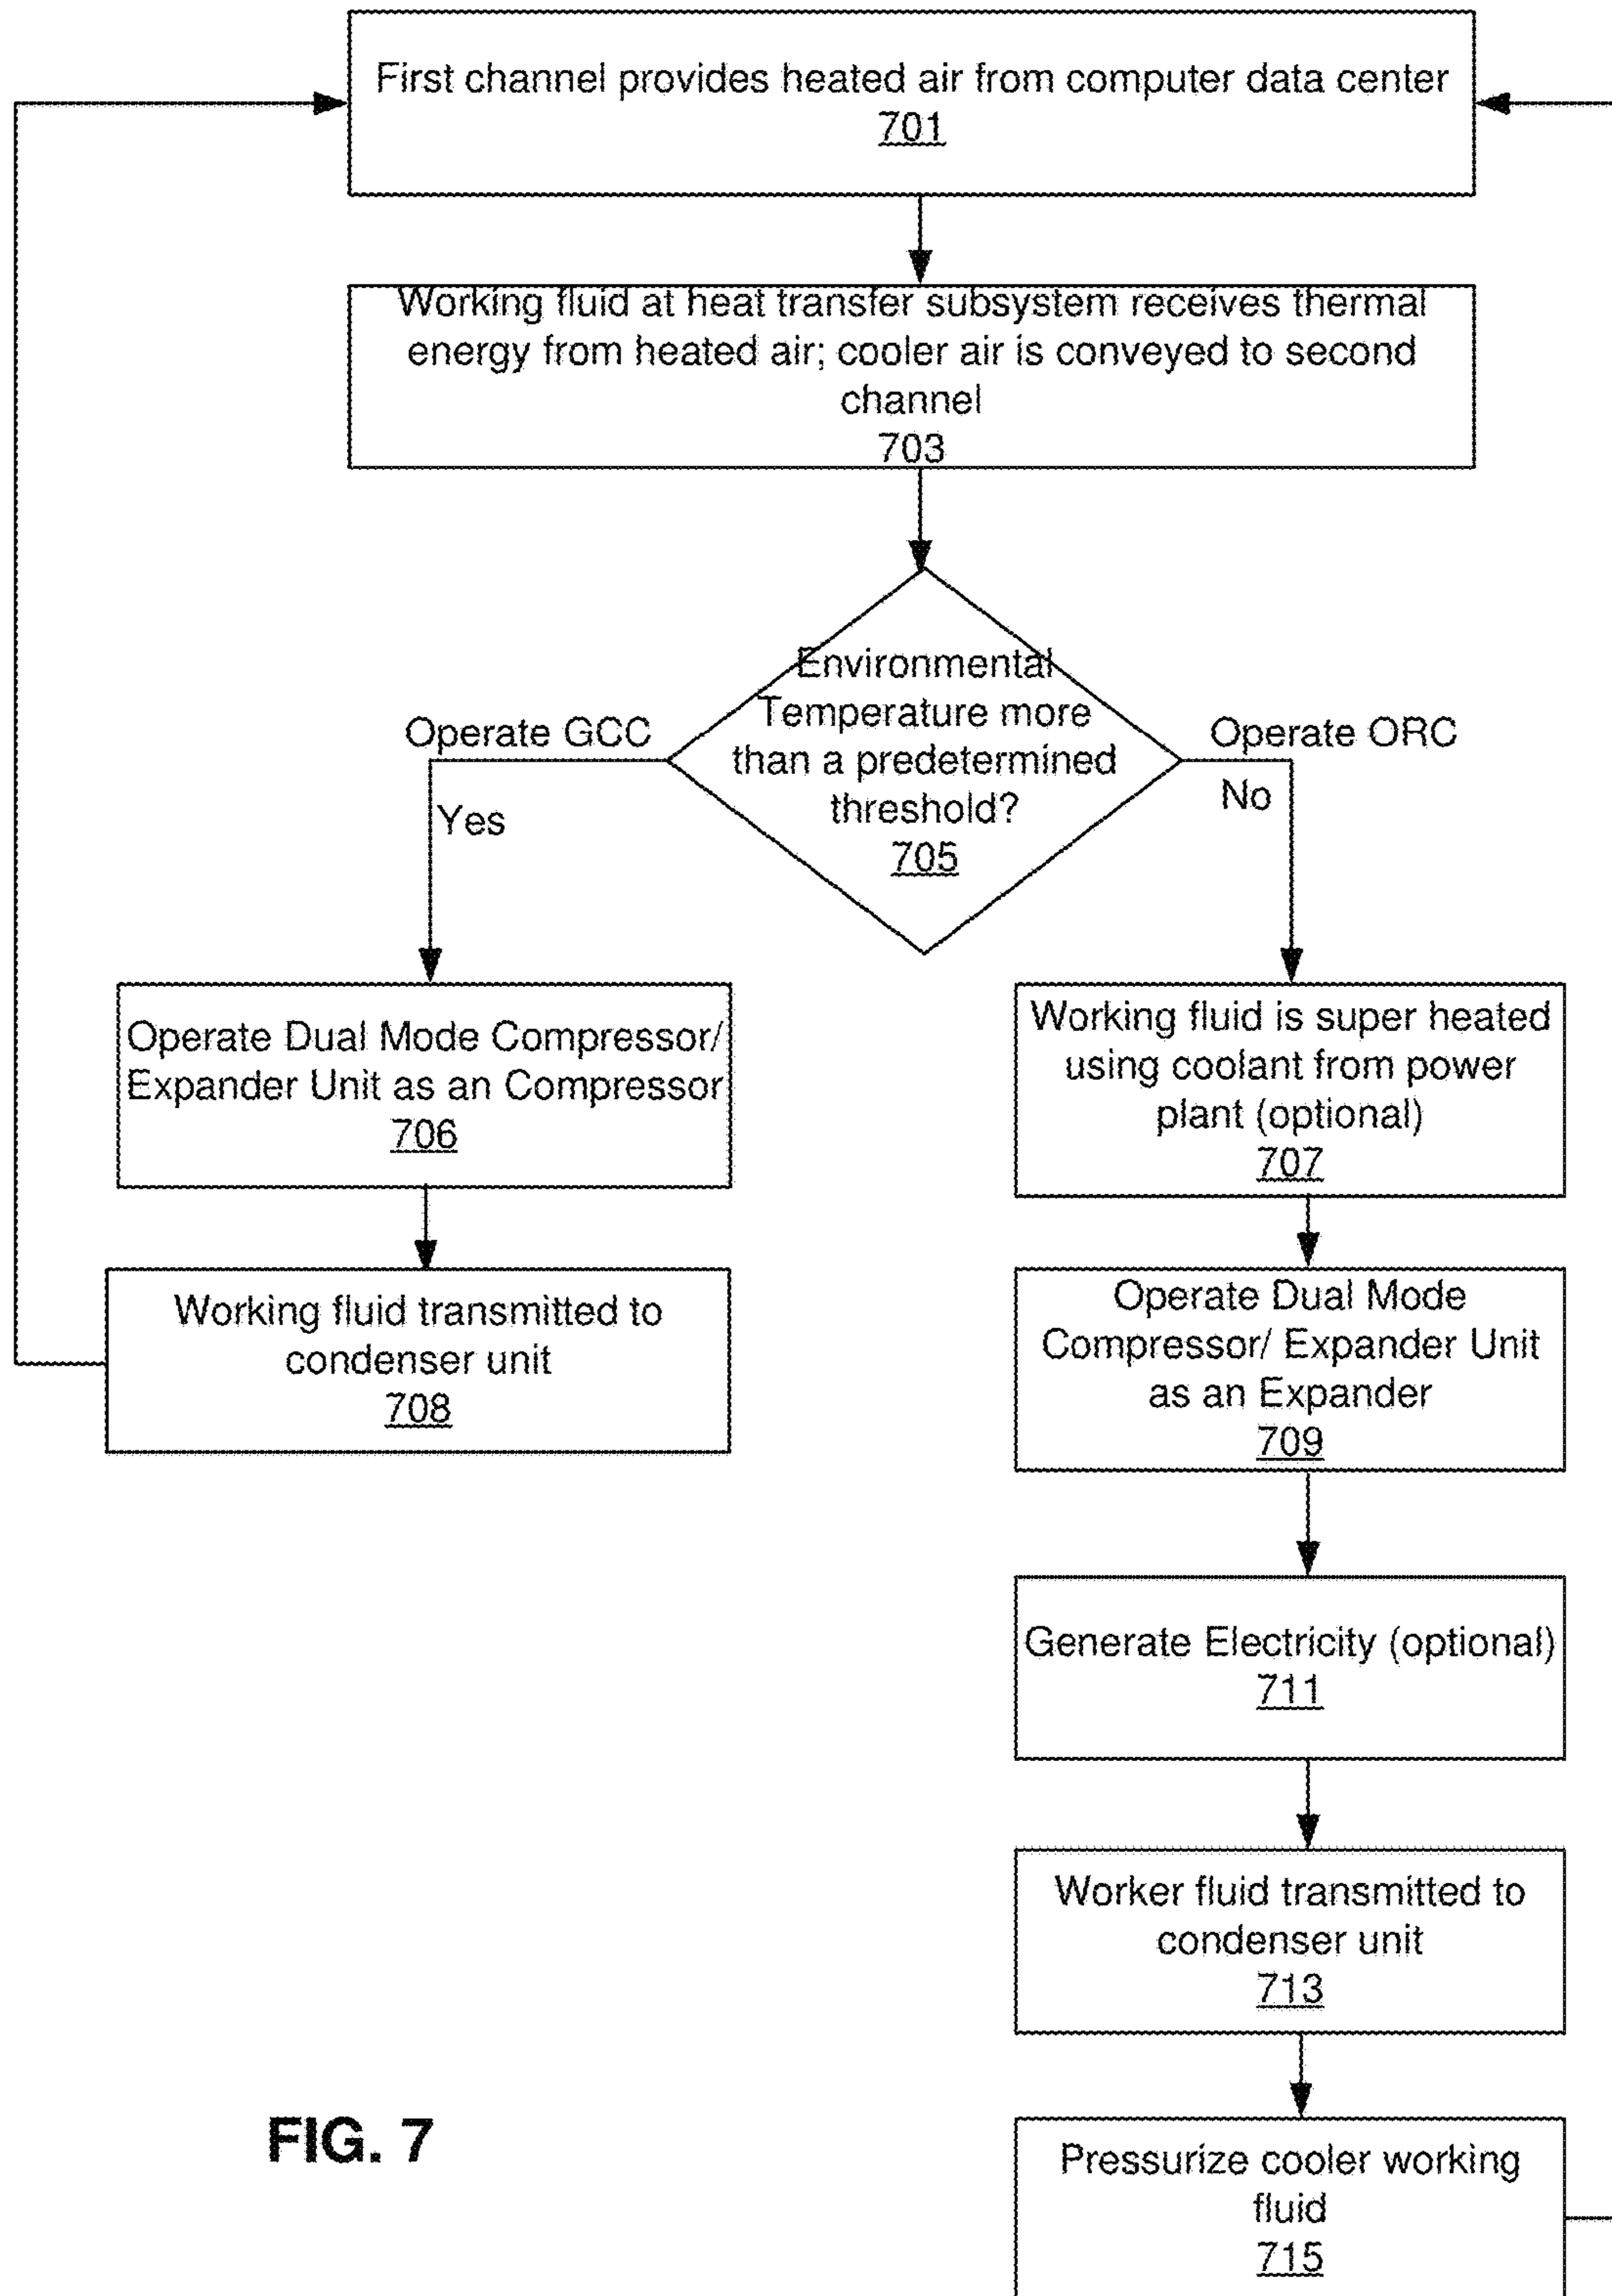 First channel provides heated air from computer data center
701
Working fluid at heat transfer subsystem receives thermal
energy from heated air; cooler air is conveyed to second
channel
703
Environmental
Temperature more
than a predetermined
threshold?
705
Operate GCC
Yes
Operate ORC
No
Operate Dual Mode Compressor/
Expander Unit as an Compressor
706
Working fluid transmitted to
condenser unit
708
Working fluid is super heated
using coolant from power
plant (optional)
707
Operate Dual Mode
Compressor/ Expander Unit
as an Expander
709
Generate Electricity (optional)
711
Worker fluid transmitted to
condenser unit
713
Pressurize cooler working
fluid
715
FIG. 7